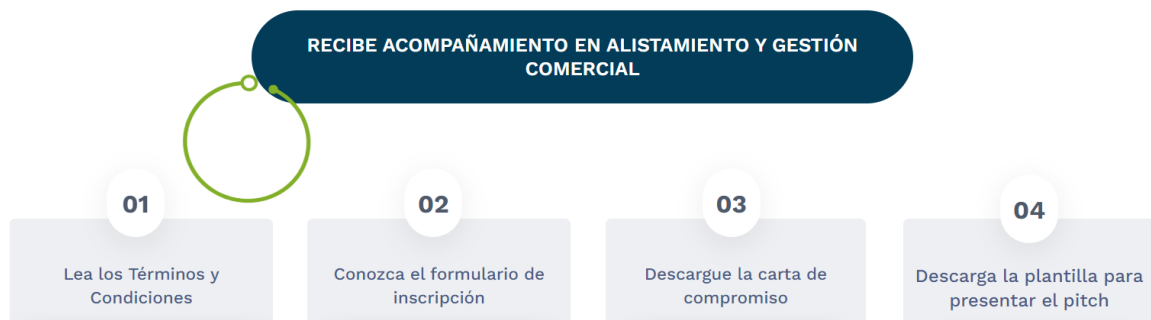 RECIBE ACOMPAÑAMIENTO EN ALISTAMIENTO Y GESTIÓN
COMERCIAL
01
Lea los Términos y
Condiciones
02
Conozca el formulario de
inscripción
03
Descargue la carta de
compromiso
04
Descarga la plantilla para
presentar el pitch